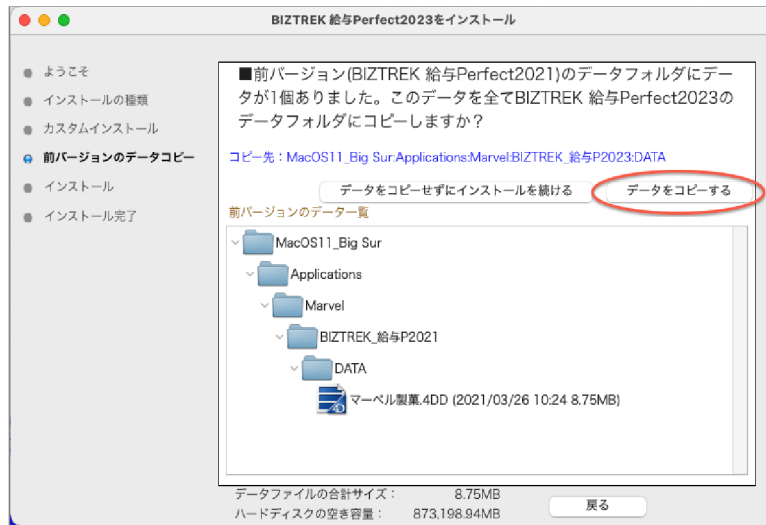 BIZTREK 給与Perfect2023をインストール
ようこそ
インストールの種類
カスタムインストール
前バージョンのデータコピー
インストール
インストール完了
■前バージョン(BIZTREK 給与Perfect2021)のデータフォルダにデー
タが1個ありました。このデータを全てBIZTREK 給与Perfect2023の
データフォルダにコピーしますか？
コピー先：MacOS11_Big Sur:Applications:Marvel:BIZTREK_給与P2023:DATA
データをコピーせずにインストールを続ける
データをコピーする
前バージョンのデータ一覧
MacOS11_Big Sur
Applications
Marvel
BIZTREK_給与P2021
DATA
マーベル製菓.4DD (2021/03/26 10:24 8.75MB)
データファイルの合計サイズ： 8.75MB
ハードディスクの空き容量： 873,198.94MB
戻る